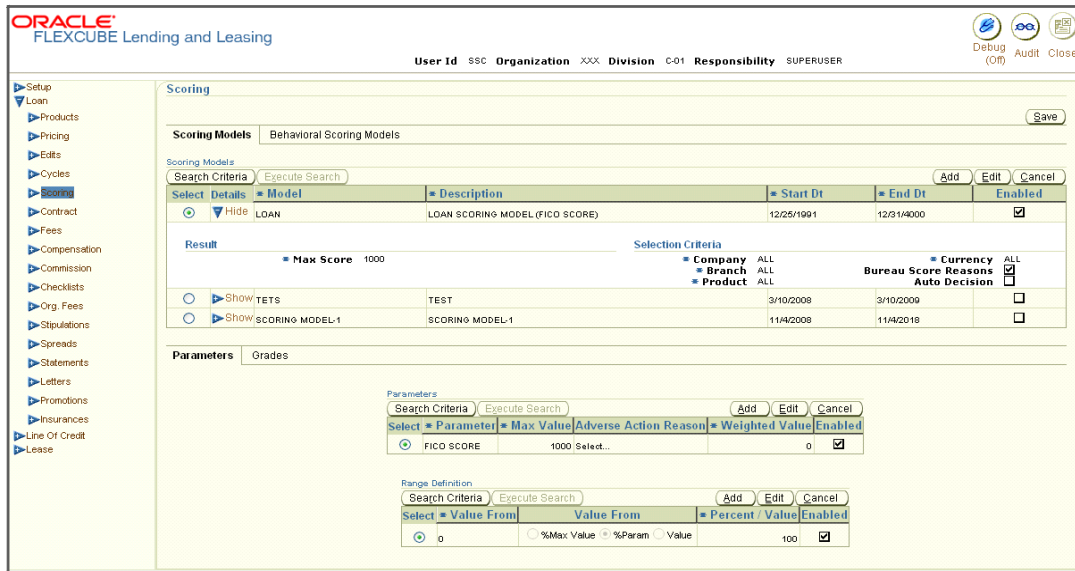 ORACLE
FLEXCUBE Lending and Leasing
Debug (Off)
Audit
Close
User Id SSC Organization XXX Division C-01 Responsibility SUPERUSER
Setup
Loan
Products
Pricing
Edits
Cycles
Scoring
Contract
Fees
Compensation
Commission
Checklists
Org. Fees
Stipulations
Spreads
Statements
Letters
Promotions
Insurances
Line Of Credit
Lease
Scoring
Save
Scoring Models Behavioral Scoring Models
Scoring Models
Search Criteria Execute Search Add Edit Cancel
Select Details * Model * Description * Start Dt * End Dt Enabled
Hide LOAN LOAN SCORING MODEL (FICO SCORE) 12/25/1991 12/31/4000
Result Selection Criteria
* Max Score 1000 * Company ALL * Currency ALL
* Branch ALL Bureau Score Reasons
* Product ALL Auto Decision
Show TETS TEST 3/10/2008 3/10/2009
Show SCORING MODEL-1 SCORING MODEL-1 11/4/2008 11/4/2018
Parameters Grades
Parameters
Search Criteria Execute Search Add Edit Cancel
Select * Parameter * Max Value Adverse Action Reason * Weighted Value Enabled
FICO SCORE 1000 Select... 0
Range Definition
Search Criteria Execute Search Add Edit Cancel
Select * Value From Value From * Percent / Value Enabled
0 %Max Value %Param Value 100